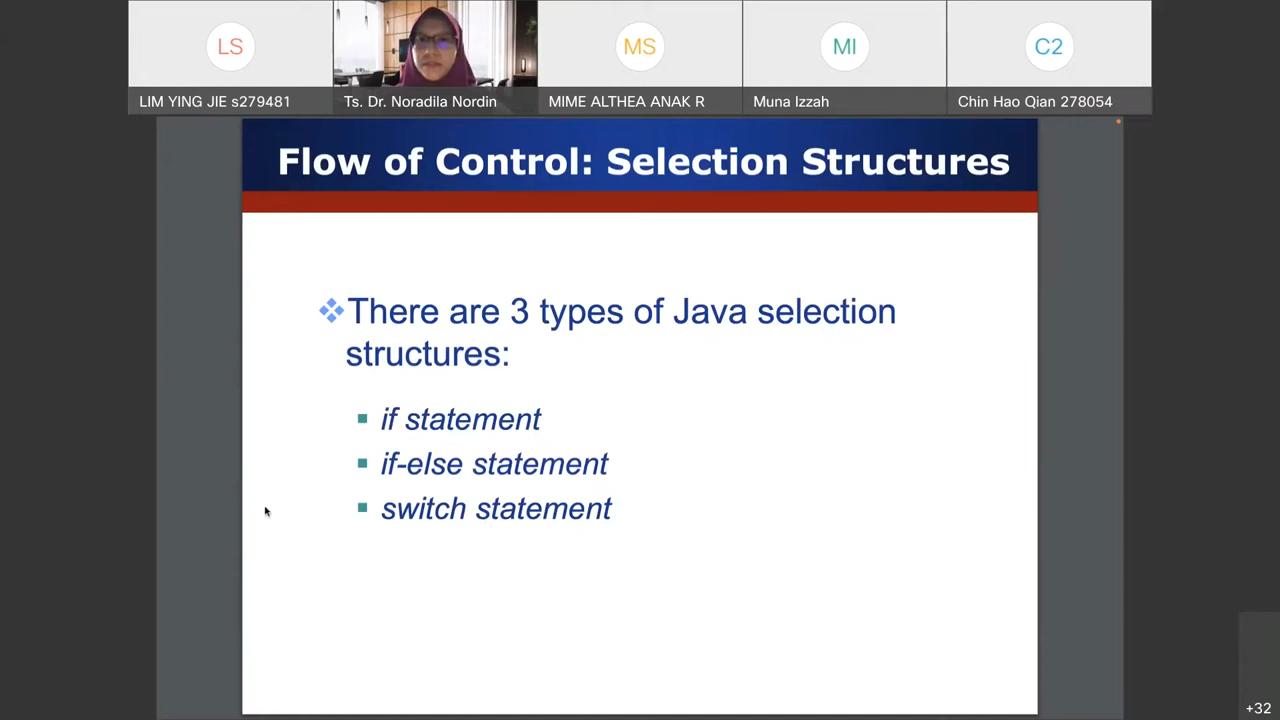 LS
MS
MI
C2
LIM YING JIE s279481
Ts. Dr. Noradila Nordin
MIME ALTHEA ANAK R
Muna Izzah
Chin Hao Qian 278054
Flow of Control: Selection Structures
There are 3 types of Java selection
structures:
if statement
if-else statement
switch statement
+32